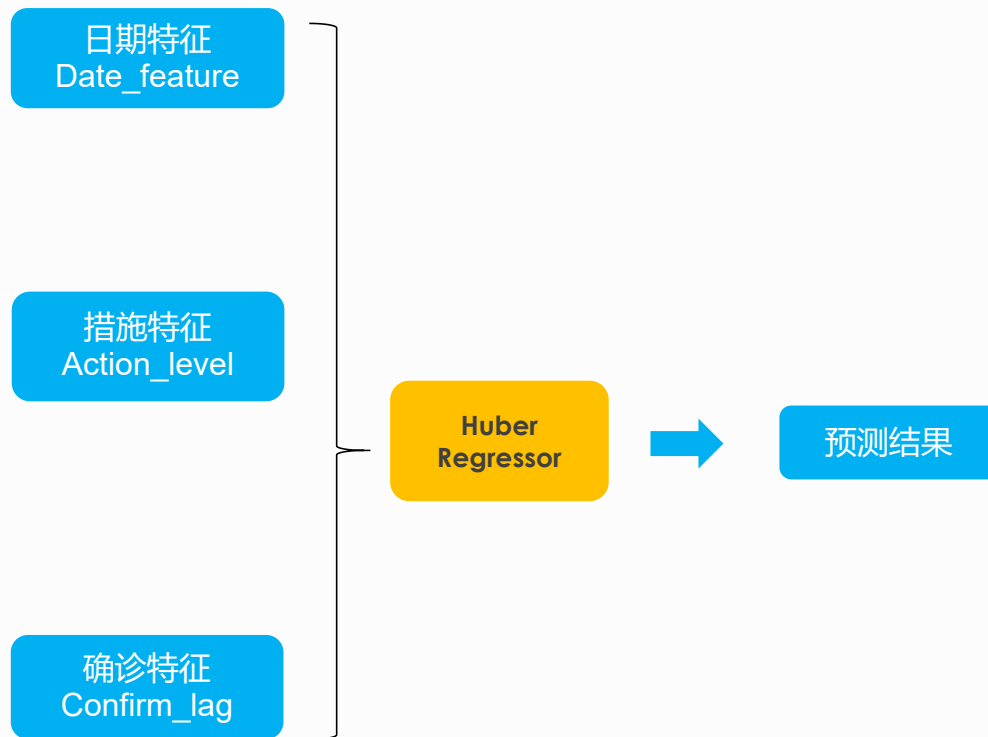 日期特征
Date_feature
措施特征
Action_level
Huber
Regressor
预测结果
确诊特征
Confirm_lag